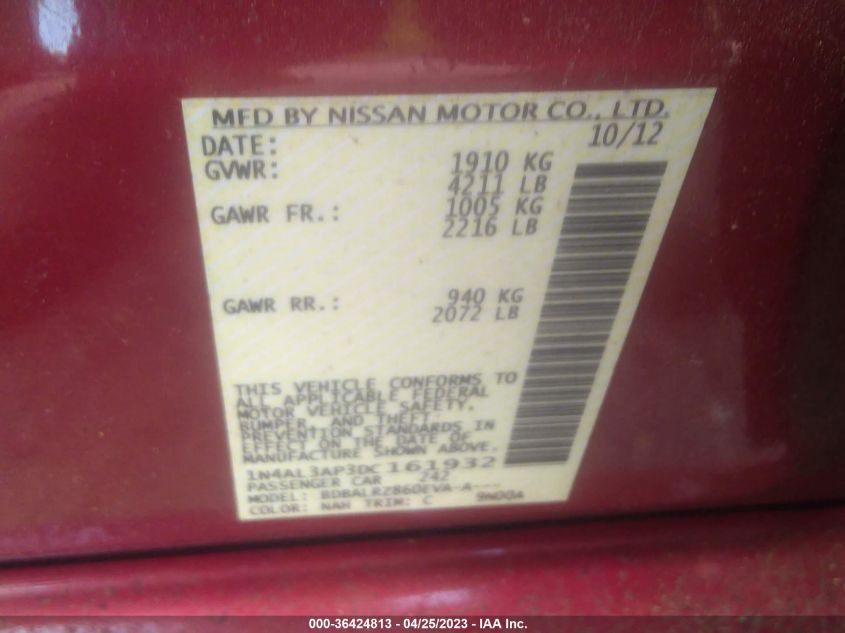 MFD BY NISSAN MOTOR CO., LTD.
DATE: 10/12
GVWR: 1910 KG
4211 LB
GAWR FR.: 1005 KG
2216 LB
GAWR RR.: 940 KG
2072 LB
THIS VEHICLE CONFORMS TO
ALL APPLICABLE FEDERAL
MOTOR VEHICLE SAFETY,
BUMPER, AND THEFT
PREVENTION STANDARDS IN
EFFECT ON THE DATE OF
MANUFACTURE SHOWN ABOVE.
1N4AL3AP3DC161932
PASSENGER CAR 242
MODEL: BDBALRZ860EVA-A---
COLOR: NAH TRIM: C 9N00A
000-36424813 - 04/25/2023 - IAA Inc.